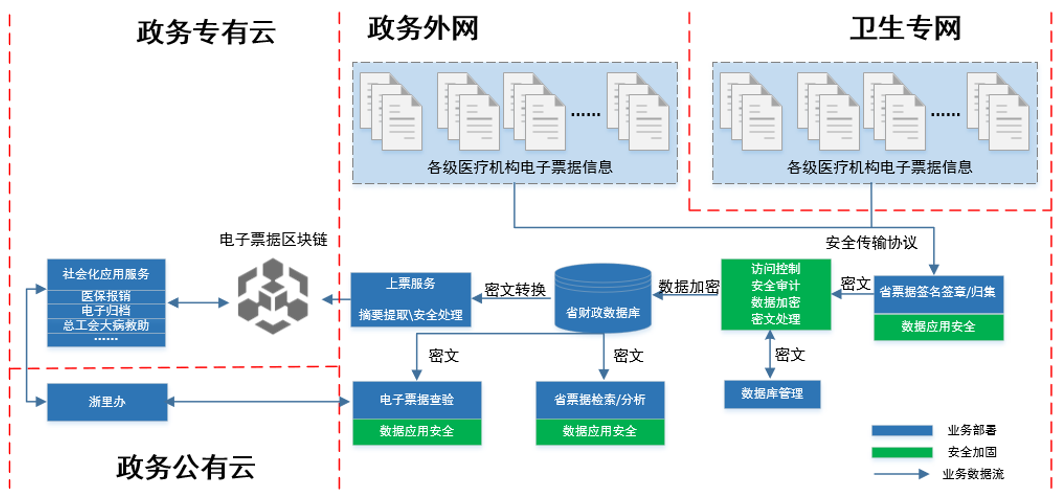 政务专有云
政务外网
卫生专网
......
各级医疗机构电子票据信息
......
各级医疗机构电子票据信息
安全传输协议
电子票据区块链
社会化应用服务
医保报销
电子归档
总工会大病救助
......
上票服务
摘要提取\安全处理
密文转换
省财政数据库
数据加密
访问控制
安全审计
数据加密
密文处理
密文
省票据签名签章/归集
数据应用安全
密文
密文
密文
浙里办
电子票据查验
数据应用安全
省票据检索/分析
数据应用安全
数据库管理
政务公有云
业务部署
安全加固
业务数据流